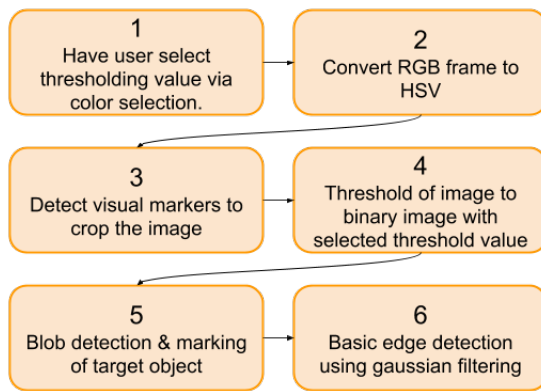 1
Have user select
thresholding value via
color selection.
2
Convert RGB frame to
HSV
3
Detect visual markers to
crop the image
4
Threshold of image to
binary image with
selected threshold value
5
Blob detection & marking
of target object
6
Basic edge detection
using gaussian filtering